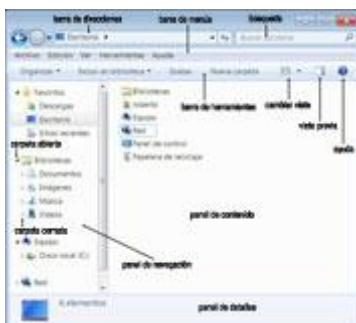 barra de direcciones barra de menús búsqueda
Escritorio
Archivo Edición Ver Herramientas Ayuda
Organizar Incluir en biblioteca Nueva carpeta
Favoritos
Descargas
Escritorio
Sitios recientes
Bibliotecas
Equipo
Red
Panel de control
Papelera de reciclaje
barra de herramientas
cambiar vista
vista previa
ayuda
carpeta abierta
Bibliotecas
Documentos
Imágenes
Música
Vídeos
carpeta cerrada
Equipo
Disco local (C:)
Red
panel de contenido
panel de navegación
6 elementos
panel de detalles